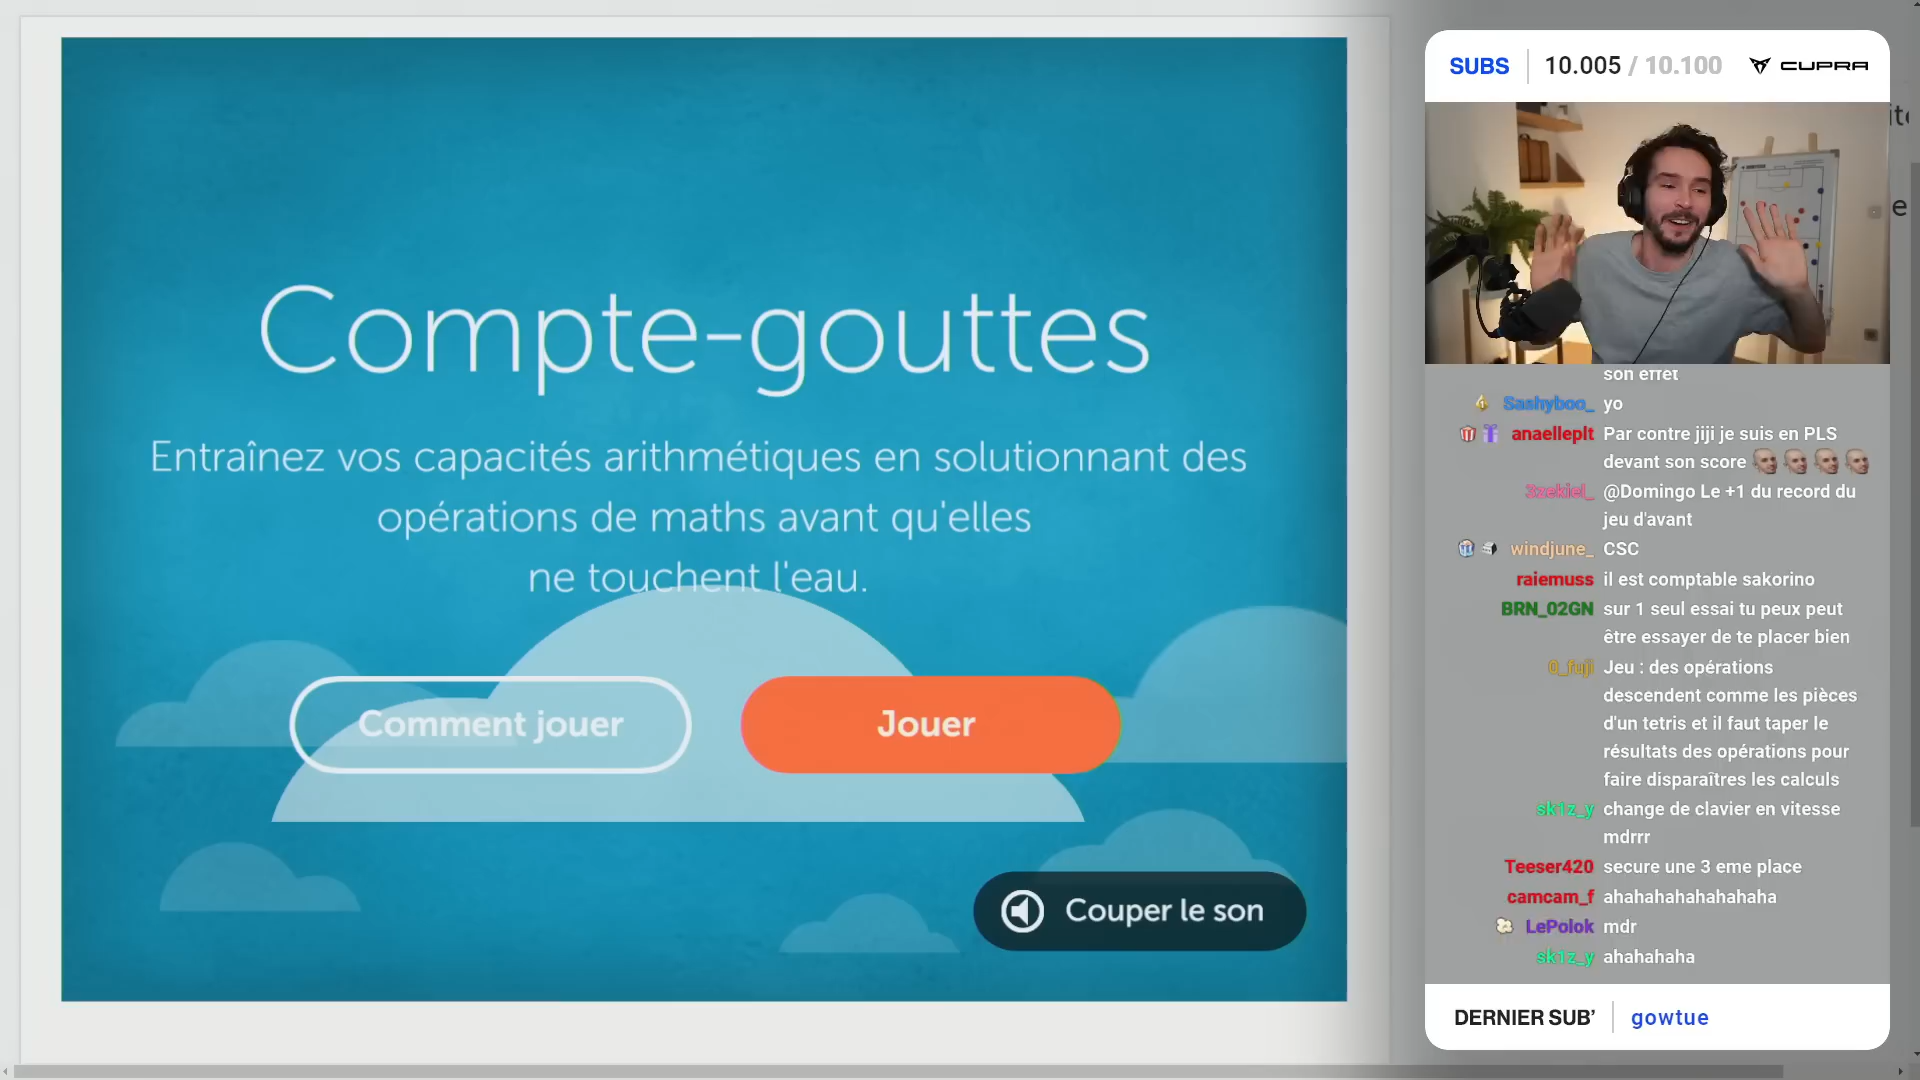 Compte-gouttes
Entraînez vos capacités arithmétiques en solutionnant des
opérations de maths avant qu'elles
ne touchent l'eau.
Comment jouer
Jouer
Couper le son
SUBS
10.005 / 10.100
CUPRA
son effet
Sashyboo_ yo
anaelleplt Par contre jiji je suis en PLS
devant son score
3zekiel_ @Domingo Le +1 du record du
jeu d'avant
windjune_ CSC
raiemuss il est comptable sakorino
BRN_02GN sur 1 seul essai tu peux peut
être essayer de te placer bien
0_fuji Jeu : des opérations
descendent comme les pièces
d'un tetris et il faut taper le
résultats des opérations pour
faire disparaîtres les calculs
sk1z_y change de clavier en vitesse
mdrrr
Teeser420 secure une 3 eme place
camcam_f ahahahahahahaha
LePolok mdr
sk1z_y ahahahaha
DERNIER SUB'
gowtue